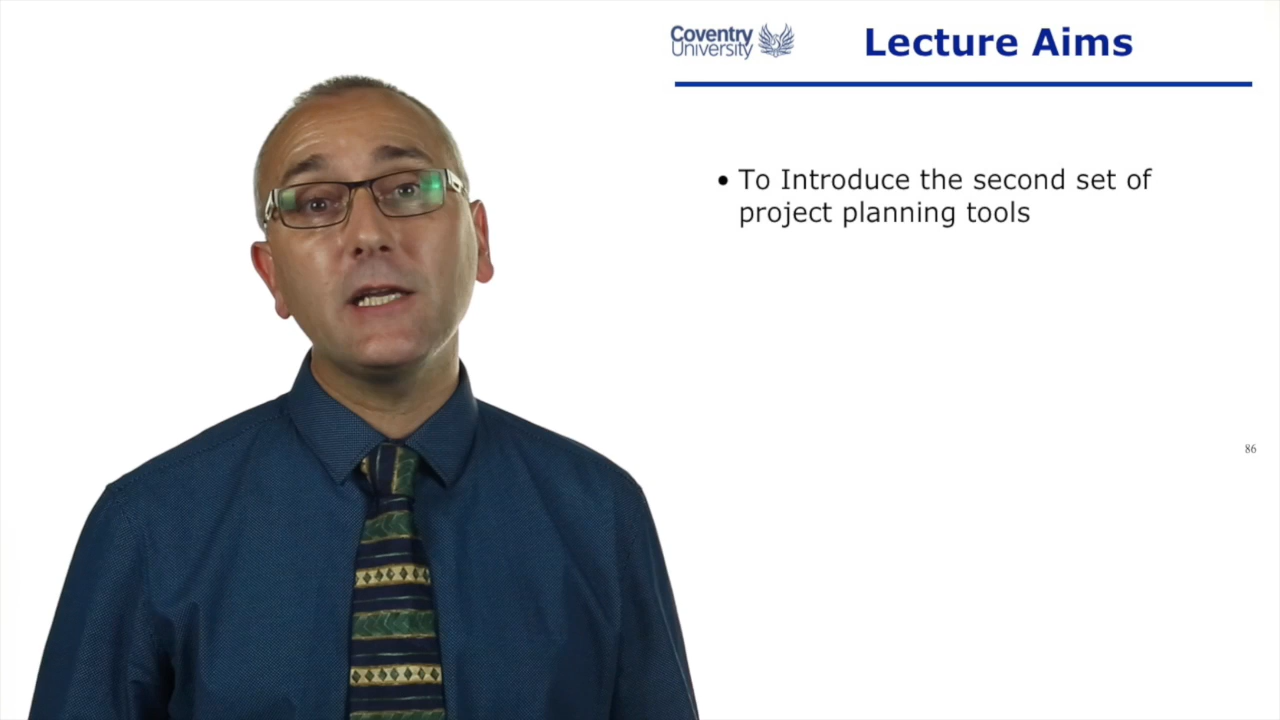 Coventry
University
Lecture Aims
• To Introduce the second set of
project planning tools
86